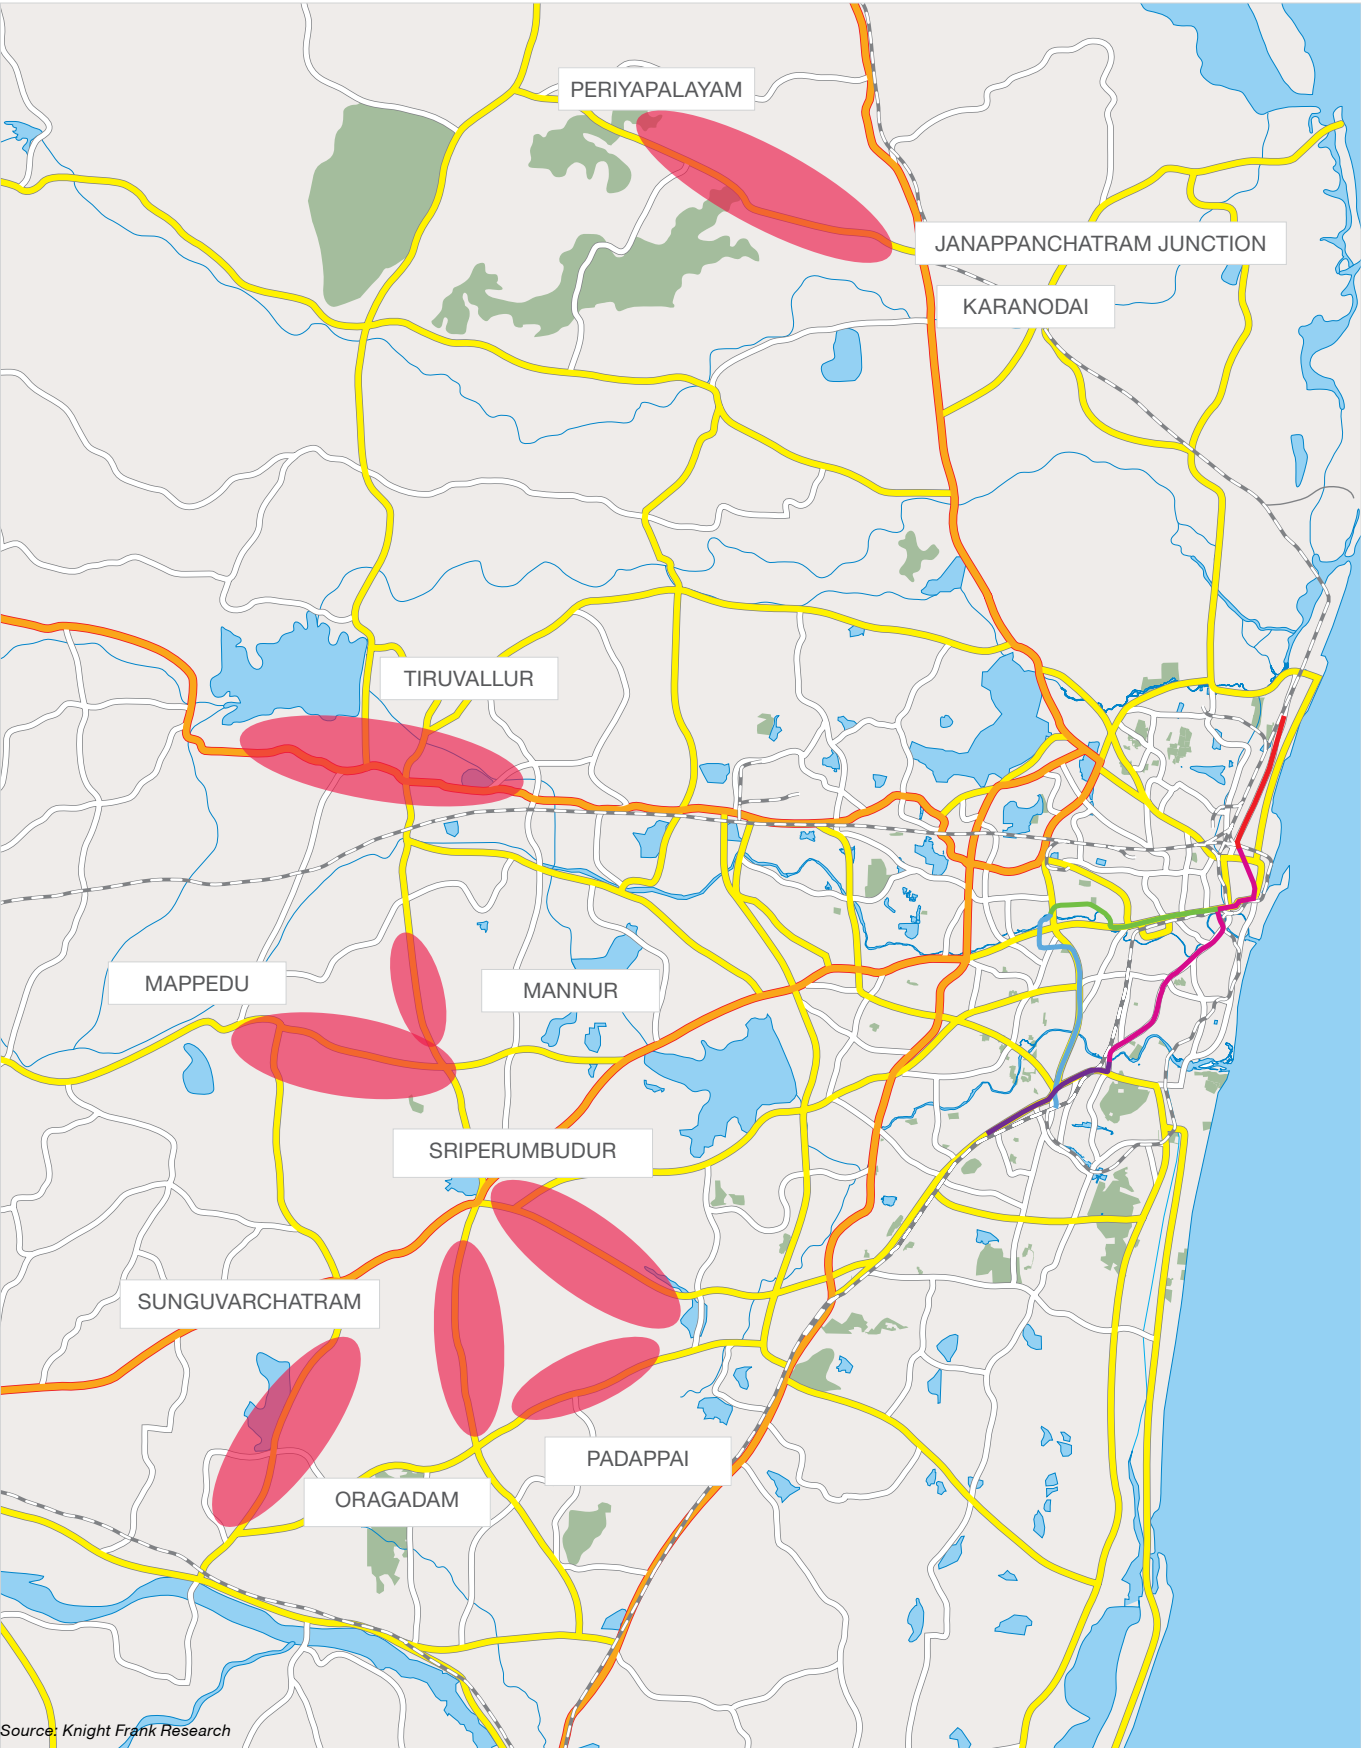 PERIYAPALAYAM
JANAPPANCHATRAM JUNCTION
KARANODAI
TIRUVALLUR
MAPPEDU
MANNUR
SRIPERUMBUDUR
SUNGUVARCHATRAM
PADAPPAI
ORAGADAM
Source: Knight Frank Research